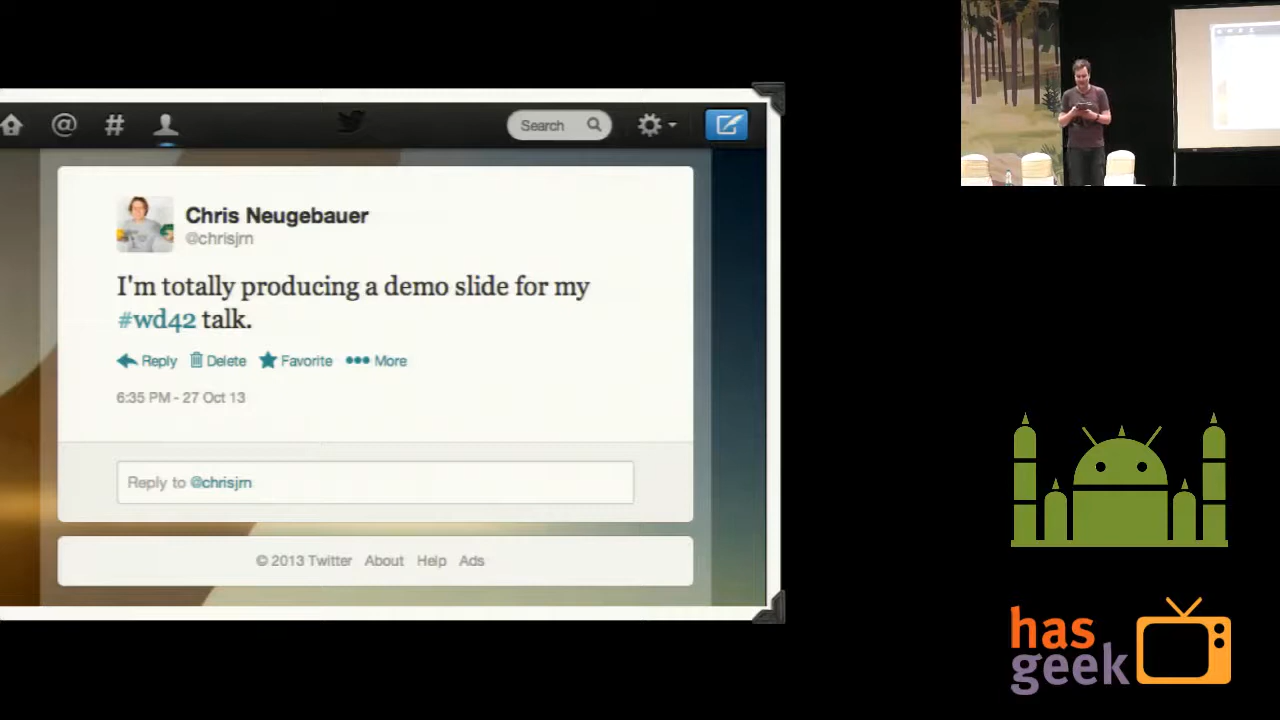 @ #
Search
Chris Neugebauer
@chrisjrn
I'm totally producing a demo slide for my
#wd42 talk.
Reply Delete Favorite ••• More
6:35 PM - 27 Oct 13
Reply to @chrisjrn
© 2013 Twitter About Help Ads
has
geek